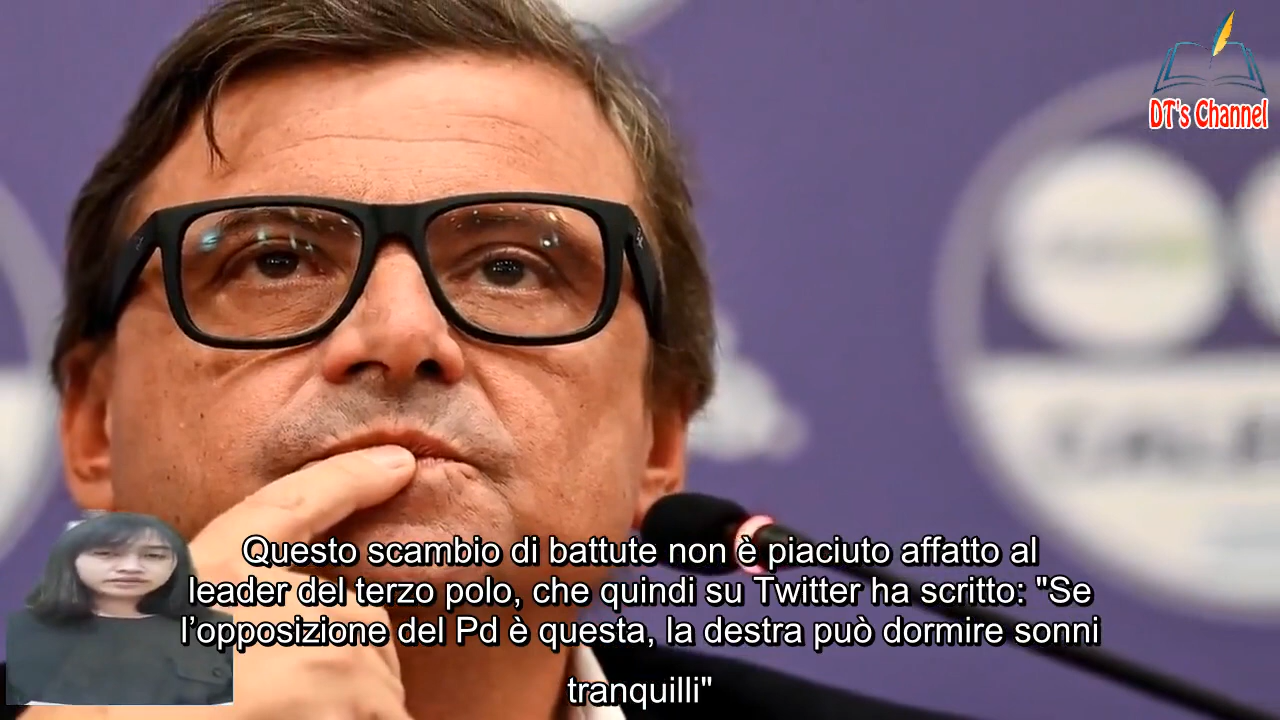 DT's Channel
Questo scambio di battute non è piaciuto affatto al
leader del terzo polo, che quindi su Twitter ha scritto: "Se
l'opposizione del Pd è questa, la destra può dormire sonni
tranquilli"